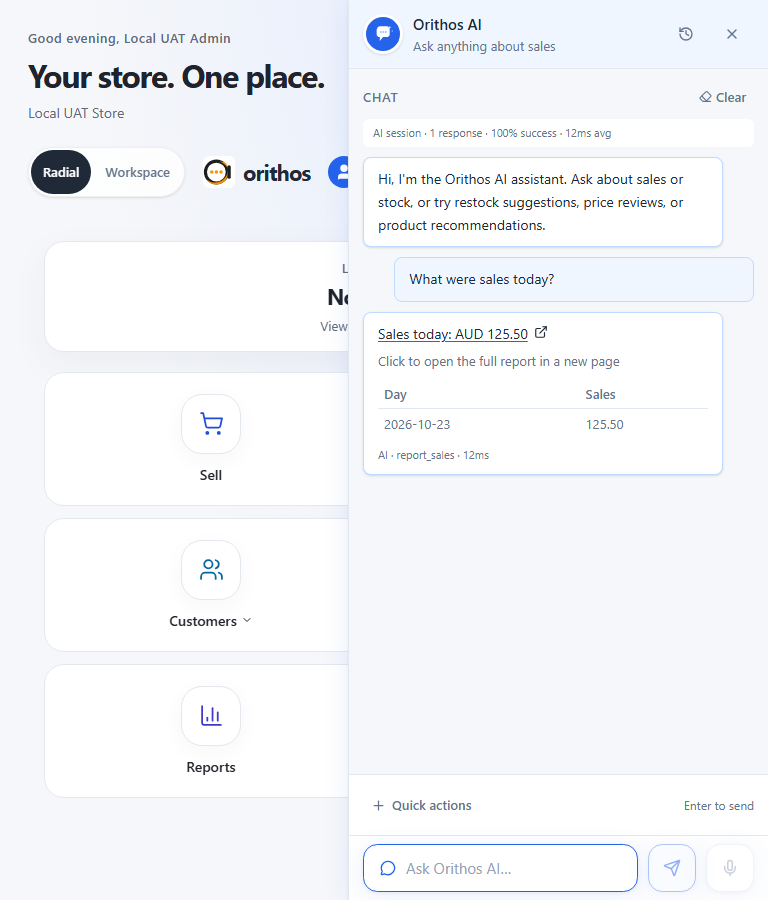 Good evening, Local UAT Admin
Your store. One place.
Local UAT Store
Radial
Workspace
orithos
View
Sell
Customers
Reports
Orithos AI
Ask anything about sales
CHAT
Clear
AI session · 1 response · 100% success · 12ms avg
Hi, I'm the Orithos AI assistant. Ask about sales or
stock, or try restock suggestions, price reviews, or
product recommendations.
What were sales today?
Sales today: AUD 125.50
Click to open the full report in a new page
Day Sales
2026-10-23 125.50
AI · report_sales · 12ms
Quick actions
Enter to send
Ask Orithos AI...